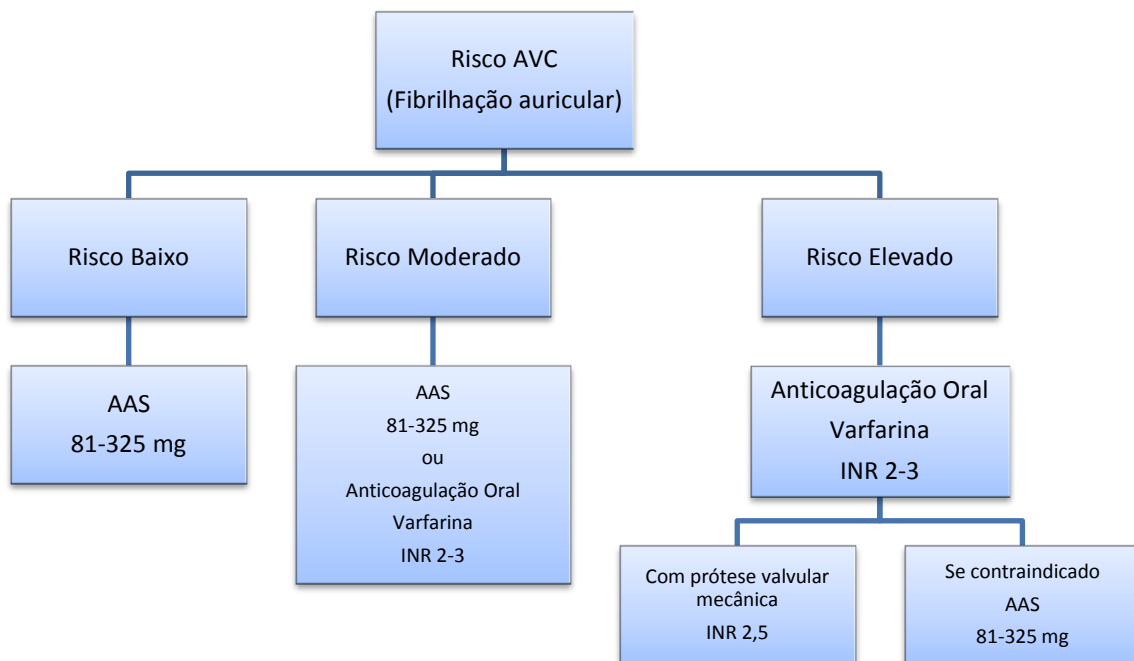 Risco AVC
(Fibrilhação auricular)
Risco Baixo
Risco Moderado
Risco Elevado
AAS
81-325 mg
AAS
81-325 mg
ou
Anticoagulação Oral
Varfarina
INR 2-3
Anticoagulação Oral
Varfarina
INR 2-3
Com prótese valvular
mecânica
INR 2,5
Se contraindicado
AAS
81-325 mg